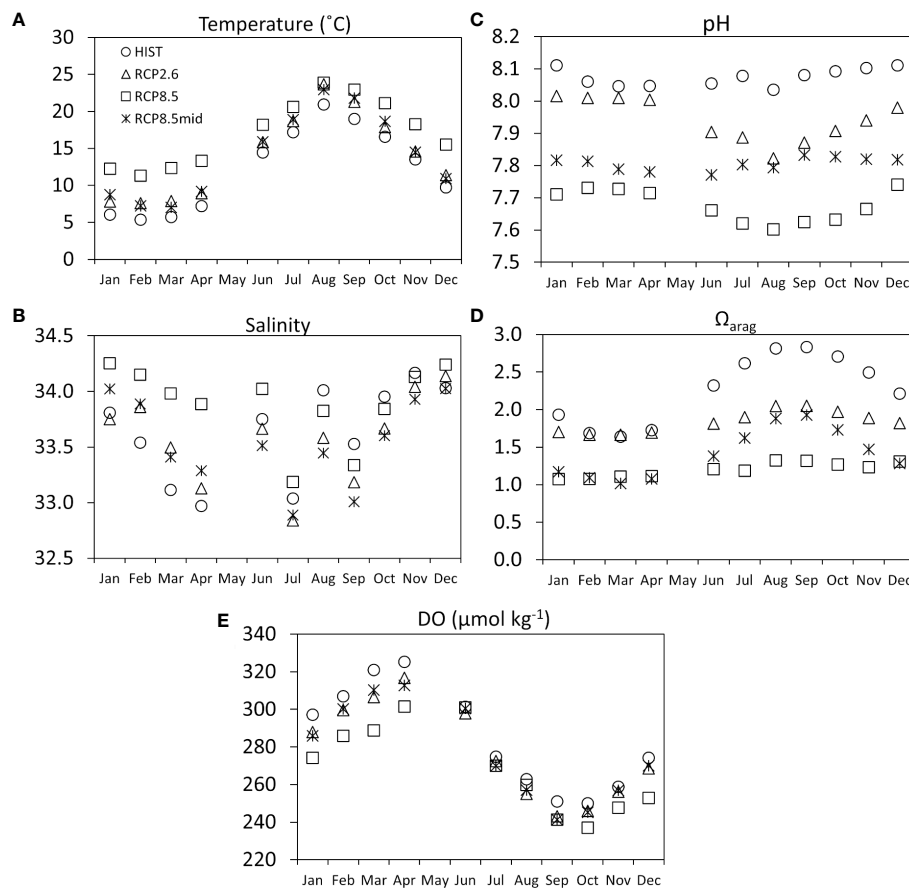 A
Temperature (˚C)
30
25
20
15
10
5
0
HIST
RCP2.6
RCP8.5
RCP8.5mid
Jan Feb Mar Apr May Jun Jul Aug Sep Oct Nov Dec
C
pH
8.2
8.1
8.0
7.9
7.8
7.7
7.6
7.5
Jan Feb Mar Apr May Jun Jul Aug Sep Oct Nov Dec
B
Salinity
34.5
34.0
33.5
33.0
32.5
Jan Feb Mar Apr May Jun Jul Aug Sep Oct Nov Dec
D
Ωarag
3.0
2.5
2.0
1.5
1.0
0.5
0.0
Jan Feb Mar Apr May Jun Jul Aug Sep Oct Nov Dec
E
DO (μmol kg-1)
340
320
300
280
260
240
220
Jan Feb Mar Apr May Jun Jul Aug Sep Oct Nov Dec